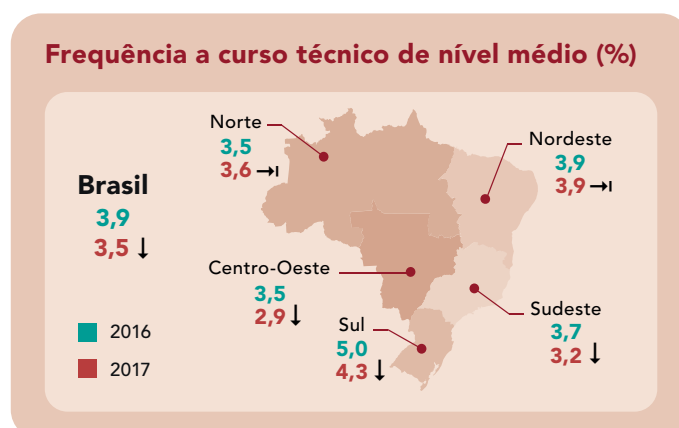 Frequência a curso técnico de nível médio (%)
Norte
3,5
3,6
Nordeste
3,9
3,9
Brasil
3,9
3,5
Centro-Oeste
3,5
2,9
Sudeste
3,7
3,2
Sul
5,0
4,3
2016
2017